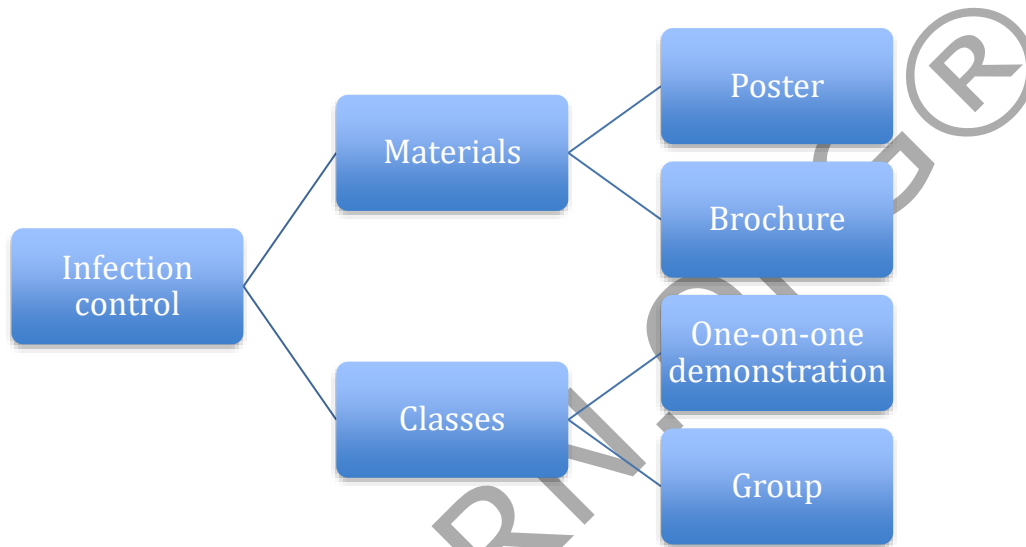 Infection
control
Materials
Poster
Brochure
Classes
One-on-one
demonstration
Group